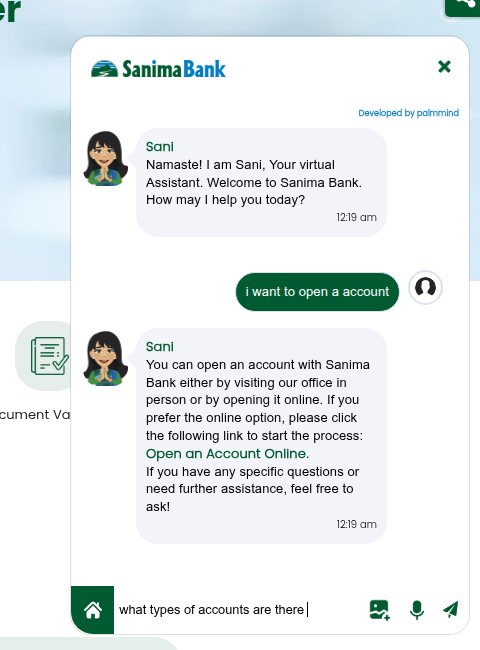 er
Sanima Bank
Developed by palmmind
Sani
Namaste! I am Sani, Your virtual
Assistant. Welcome to Sanima Bank.
How may I help you today?
12:19 am
i want to open a account
Sani
You can open an account with Sanima
Bank either by visiting our office in
person or by opening it online. If you
prefer the online option, please click
the following link to start the process:
Open an Account Online.
If you have any specific questions or
need further assistance, feel free to
ask!
12:19 am
cument Va
what types of accounts are there